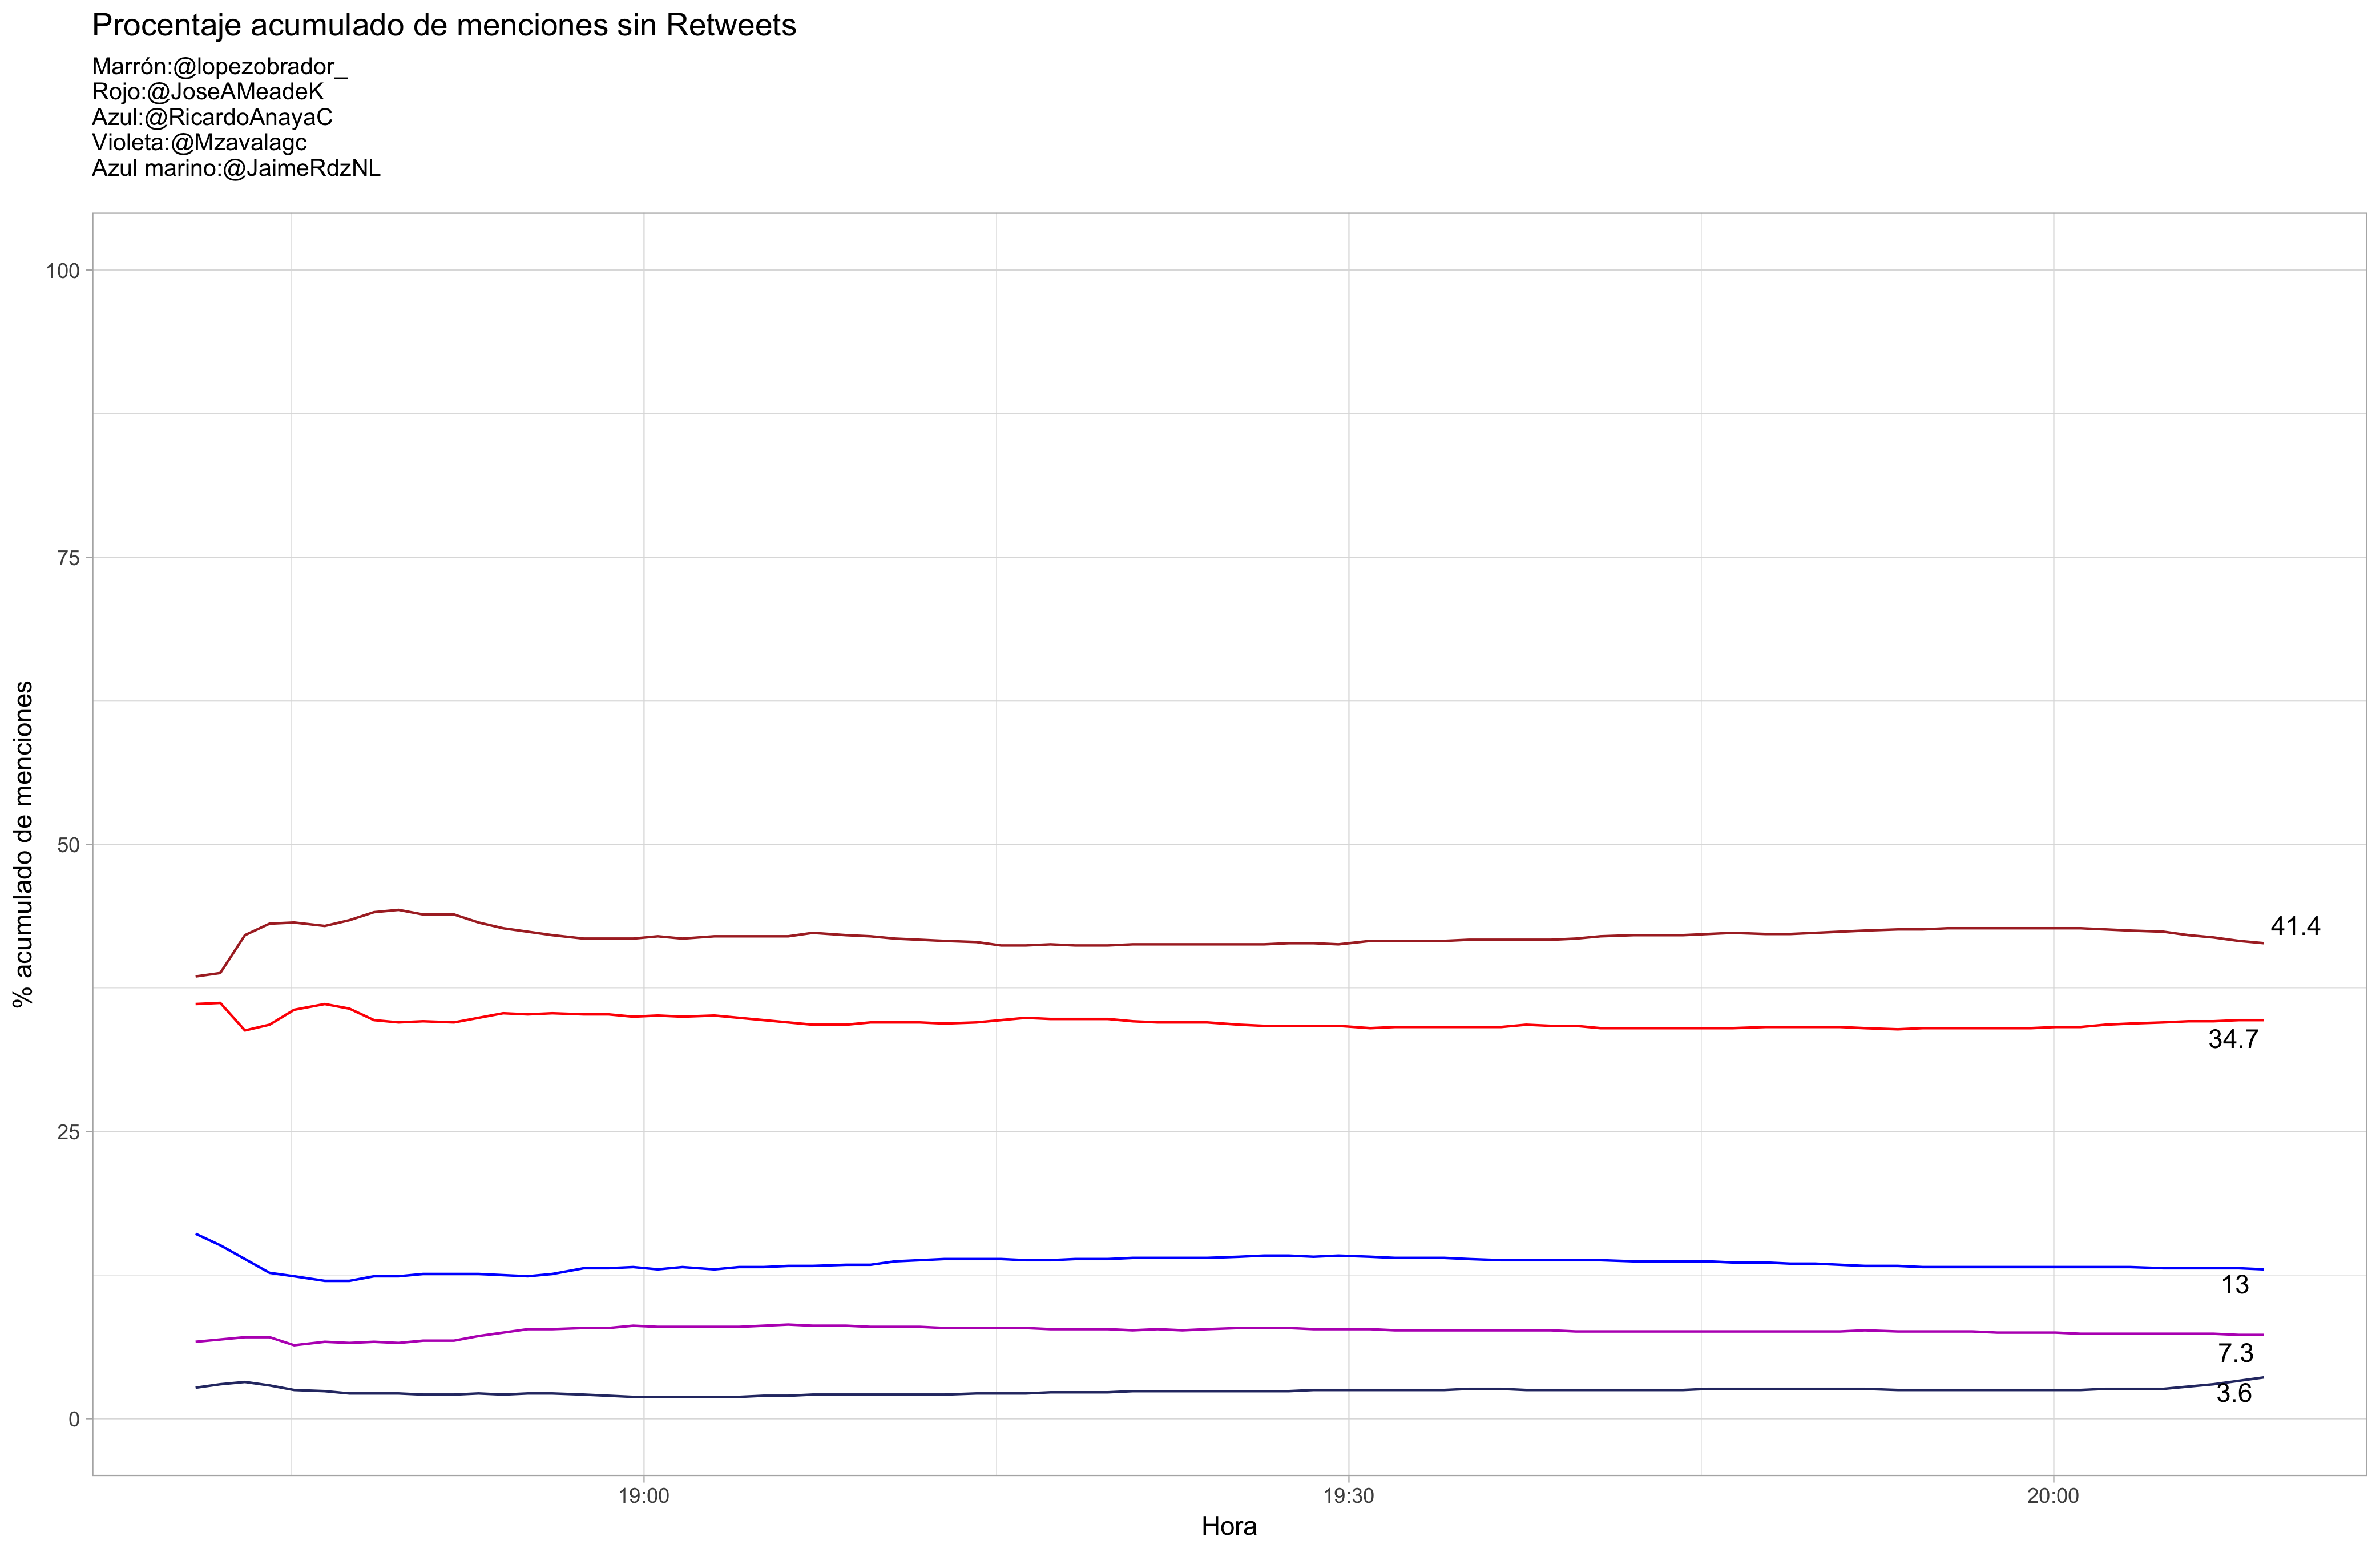 Procentaje acumulado de menciones sin Retweets
Marrón:@lopezobrador_
Rojo:@JoseAMeadeK
Azul:@RicardoAnayaC
Violeta:@Mzavalagc
Azul marino:@JaimeRdzNL
% acumulado de menciones
100
75
50
25
0
41.4
34.7
13
7.3
3.6
19:00
19:30
20:00
Hora